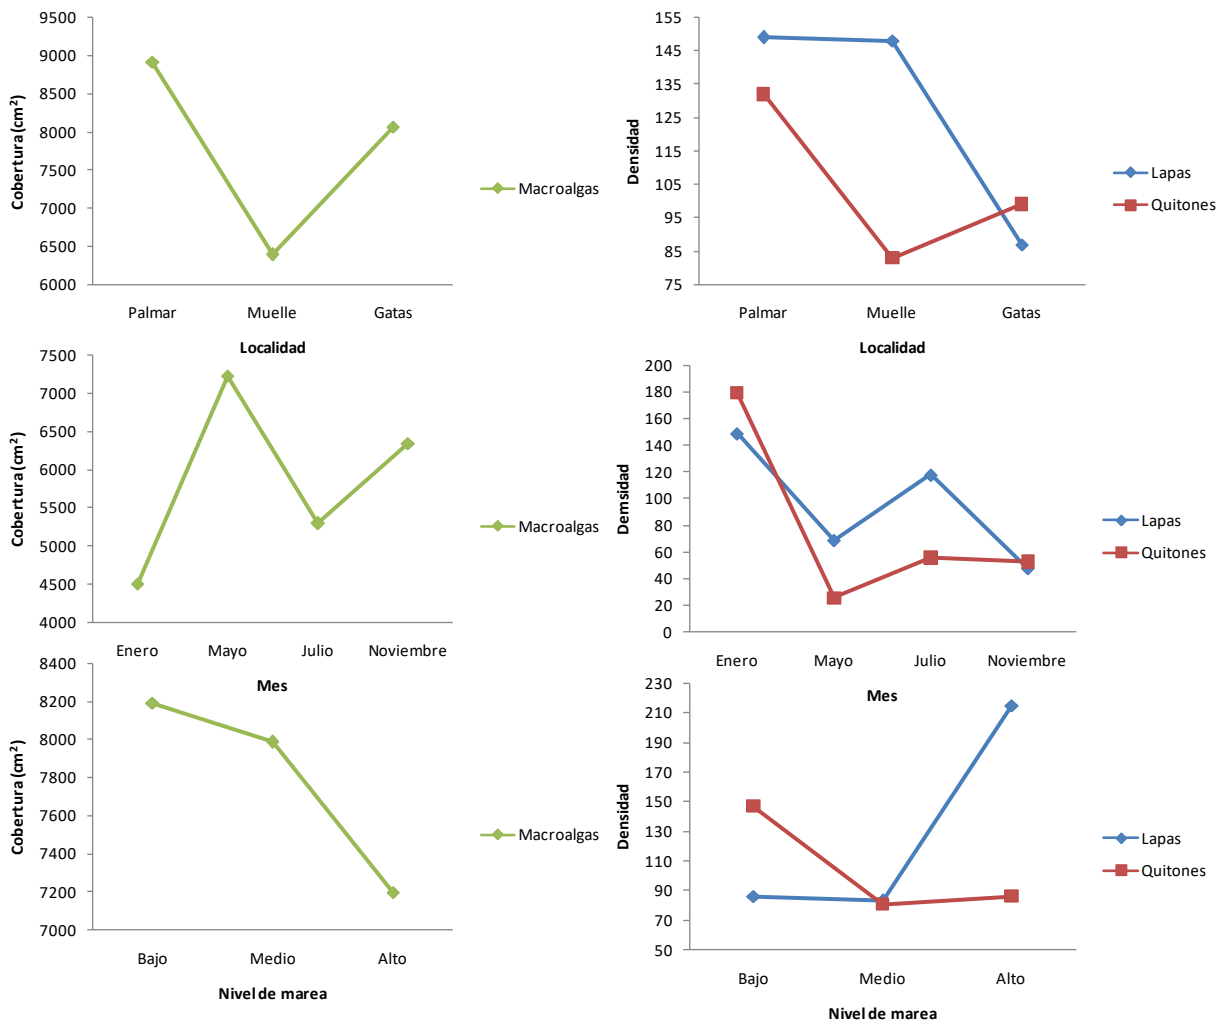 9500
9000
8500
8000
7500
7000
6500
6000
Cobertura (cm²)
Palmar Muelle Gatas
Localidad
Macroalgas
155
145
135
125
115
105
95
85
75
Densidad
Palmar Muelle Gatas
Localidad
Lapas
Quitones
7500
7000
6500
6000
5500
5000
4500
4000
Cobertura (cm²)
Enero Mayo Julio Noviembre
Mes
Macroalgas
200
180
160
140
120
100
80
60
40
20
0
Demsidad
Enero Mayo Julio Noviembre
Mes
Lapas
Quitones
8400
8200
8000
7800
7600
7400
7200
7000
Cobertura (cm²)
Bajo Medio Alto
Nivel de marea
Macroalgas
230
210
190
170
150
130
110
90
70
50
Densidad
Bajo Medio Alto
Nivel de marea
Lapas
Quitones